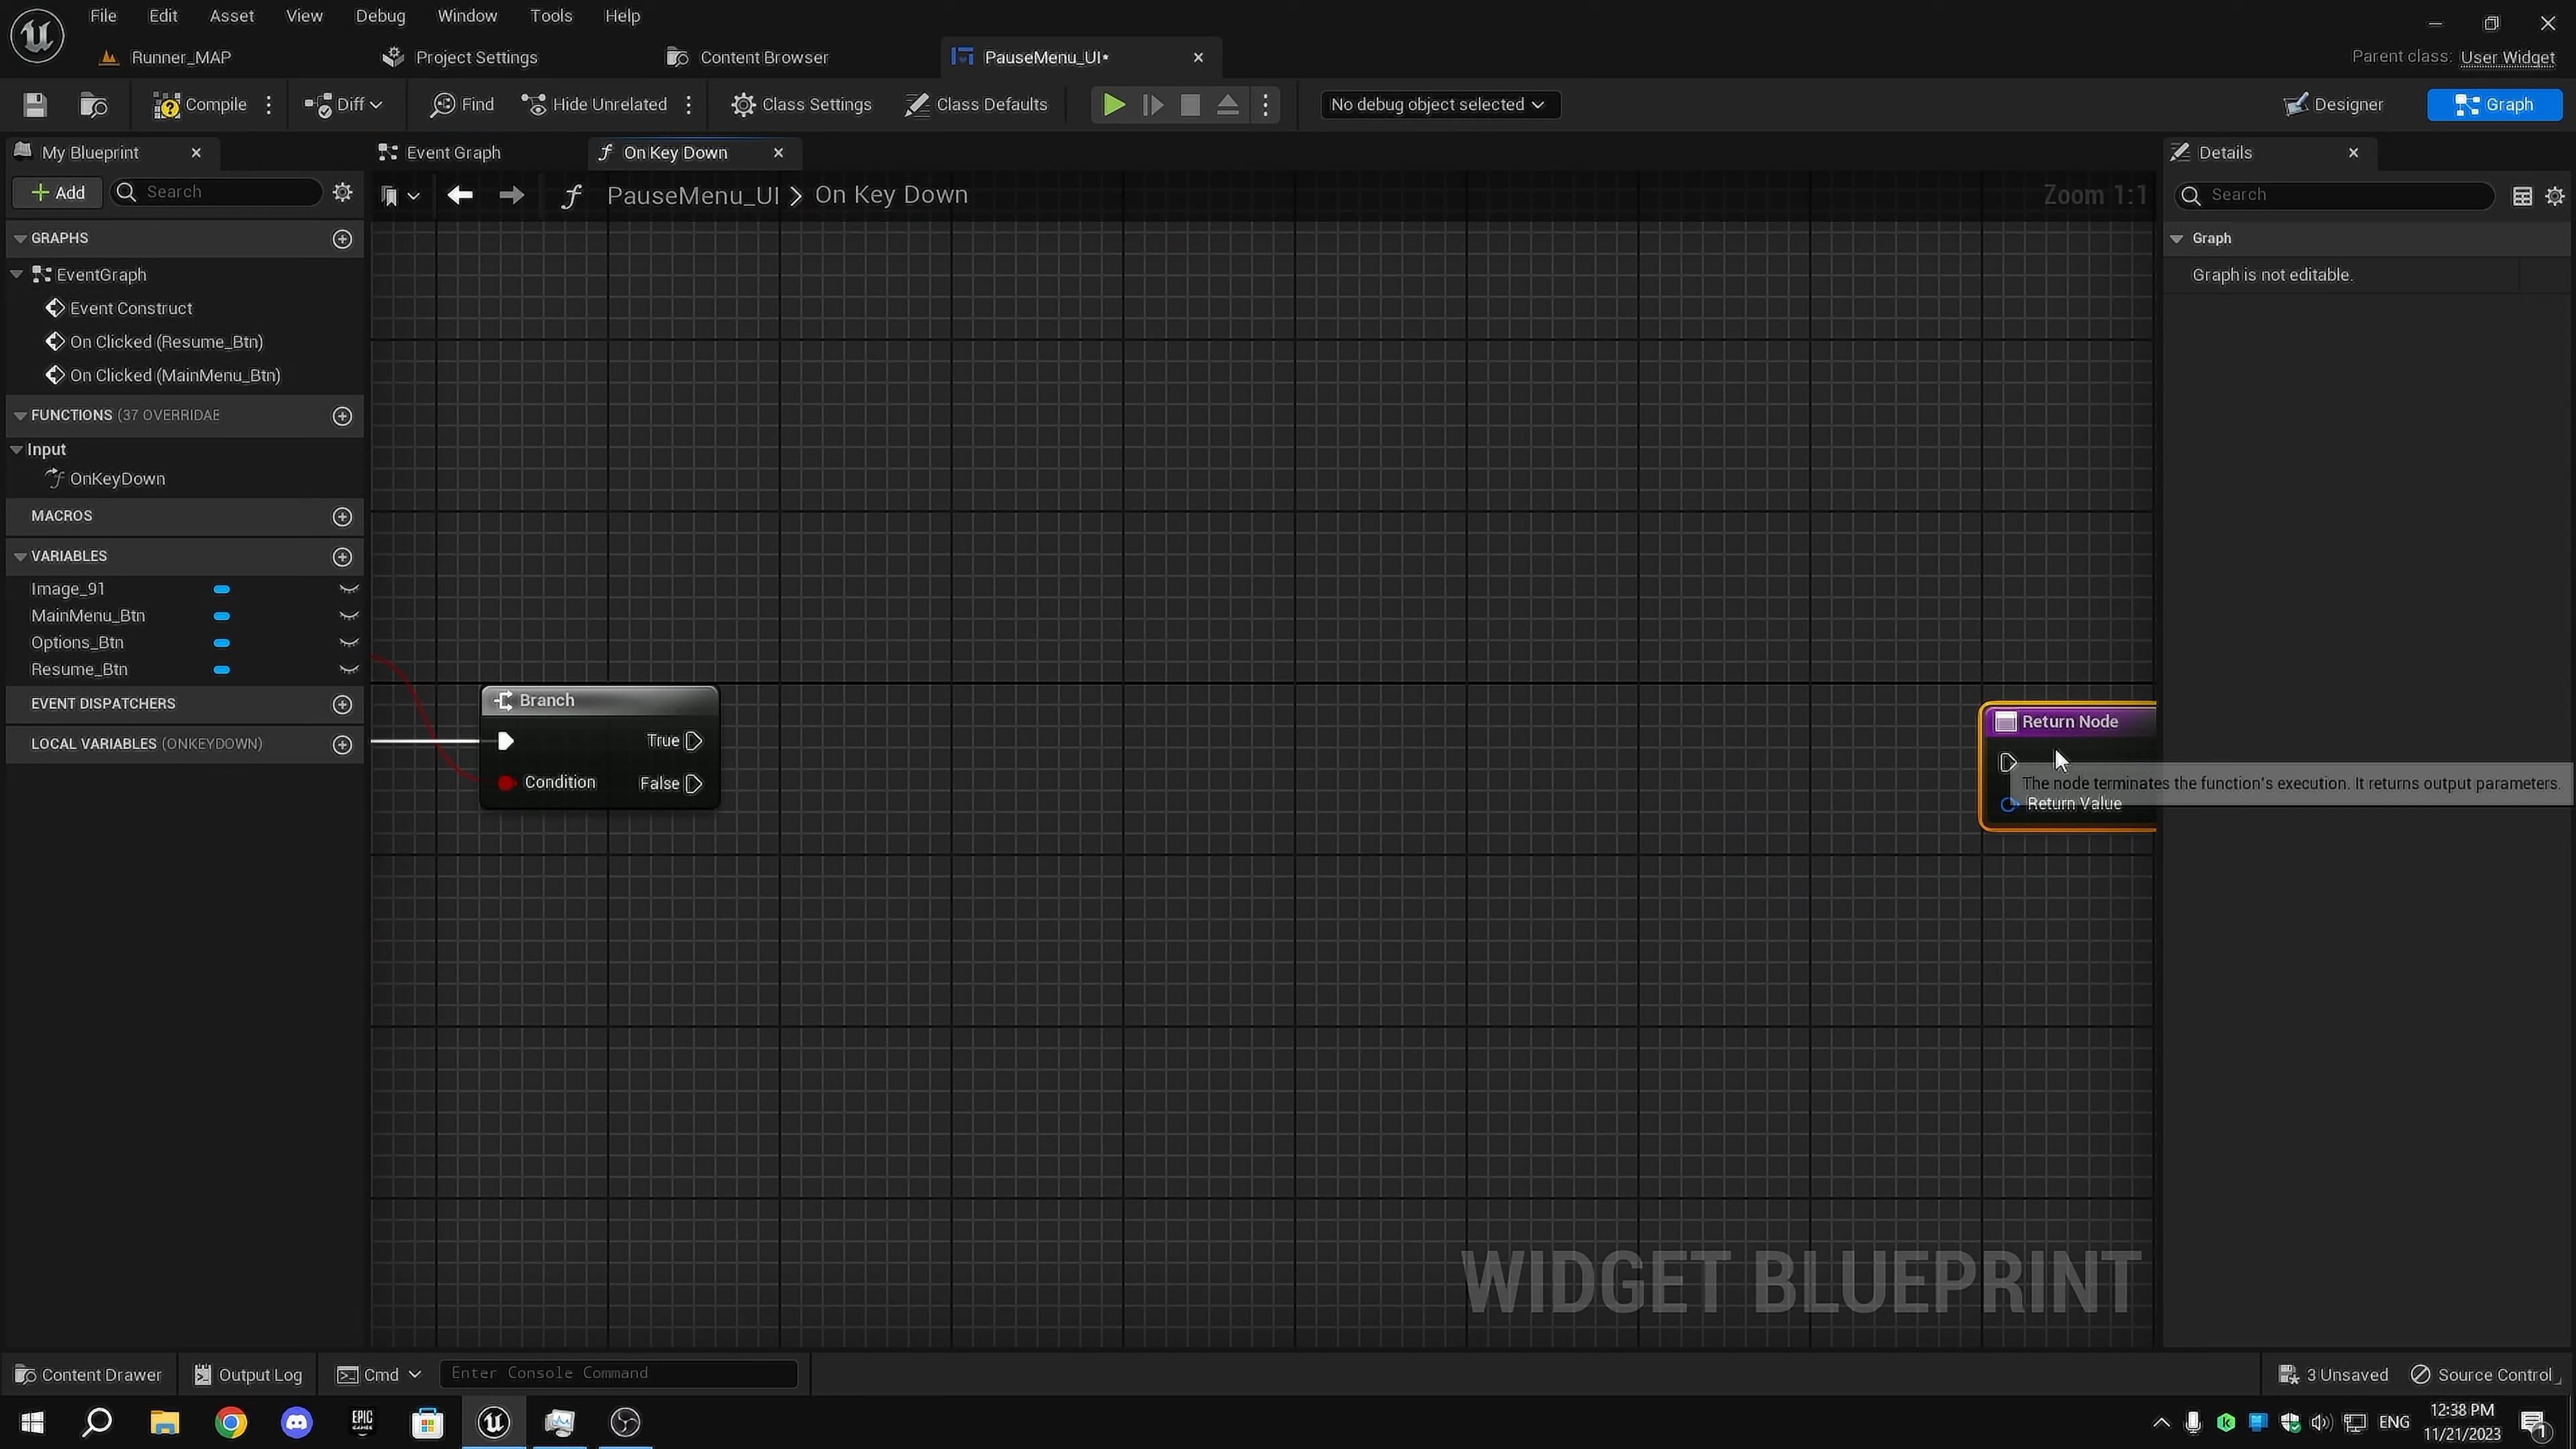 File Edit Asset View Debug Window Tools Help
Runner_MAP Project Settings Content Browser PauseMenu_UI* Parent class: User Widget
Compile Diff Find Hide Unrelated Class Settings Class Defaults No debug object selected Designer Graph
My Blueprint Event Graph On Key Down Details
Add Search PauseMenu_UI > On Key Down Zoom 1:1 Search
GRAPHS Graph
EventGraph Graph is not editable.
Event Construct
On Clicked (Resume_Btn)
On Clicked (MainMenu_Btn)
FUNCTIONS (37 OVERRIDAE
Input
OnKeyDown
MACROS
VARIABLES
Image_91
MainMenu_Btn
Options_Btn
Resume_Btn
EVENT DISPATCHERS
LOCAL VARIABLES (ONKEYDOWN)
Branch
True
Condition False
Return Node
The node terminates the function's execution. It returns output parameters.
Return Value
WIDGET BLUEPRINT
Content Drawer Output Log Cmd Enter Console Command 3 Unsaved Source Control
EPIC GAMES ENG 12:38 PM
11/21/2023 1